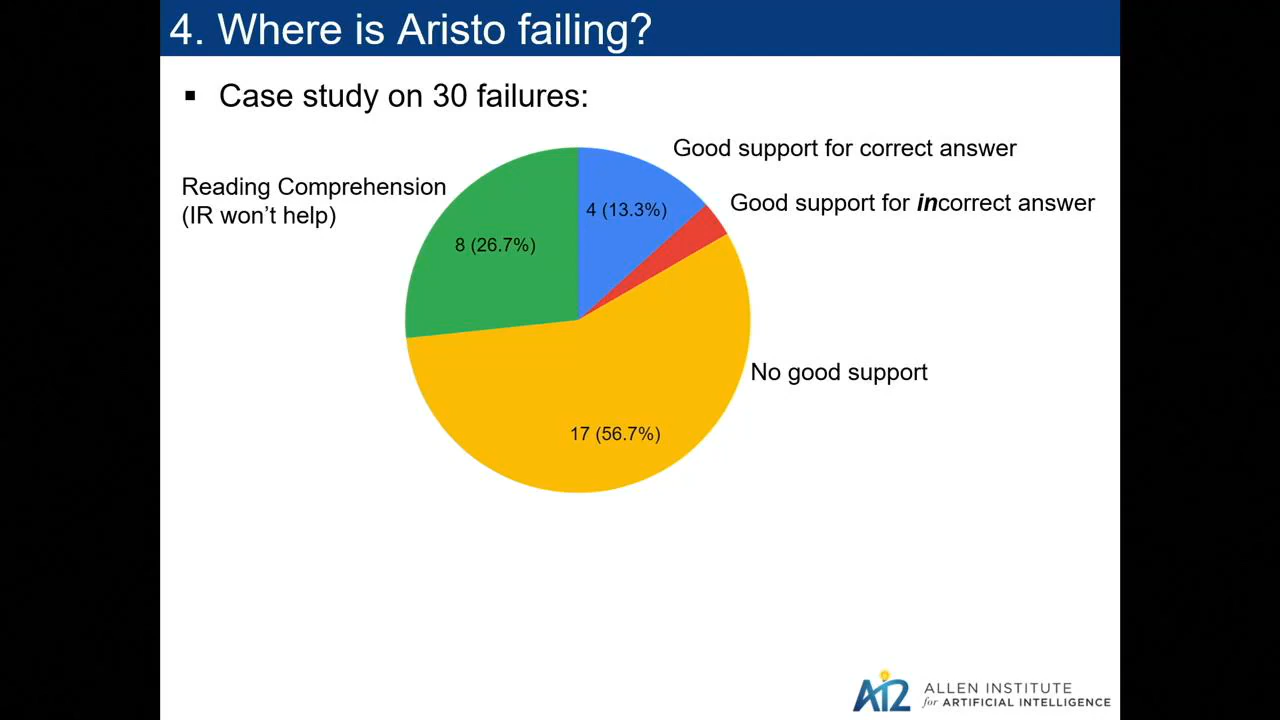 4. Where is Aristo failing?
▪ Case study on 30 failures:
Good support for correct answer
Reading Comprehension
(IR won't help)
Good support for incorrect answer
4 (13.3%)
8 (26.7%)
No good support
17 (56.7%)
AI2 ALLEN INSTITUTE
for ARTIFICIAL INTELLIGENCE